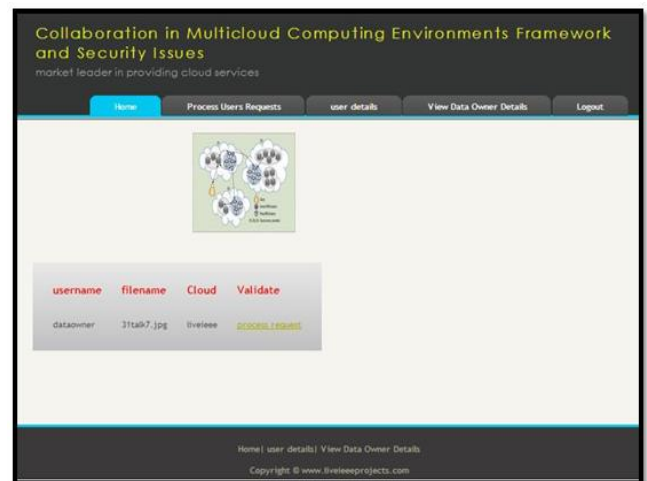 Collaboration in Multicloud Computing Environments Framework
and Security Issues
market leader in providing cloud services
Home Process Users Requests user details View Data Owner Details Logout
username filename Cloud Validate
dataowner 31talk7.jpg liveieee process request
Home| user details| View Data Owner Details
Copyright © www.liveieeeprojects.com